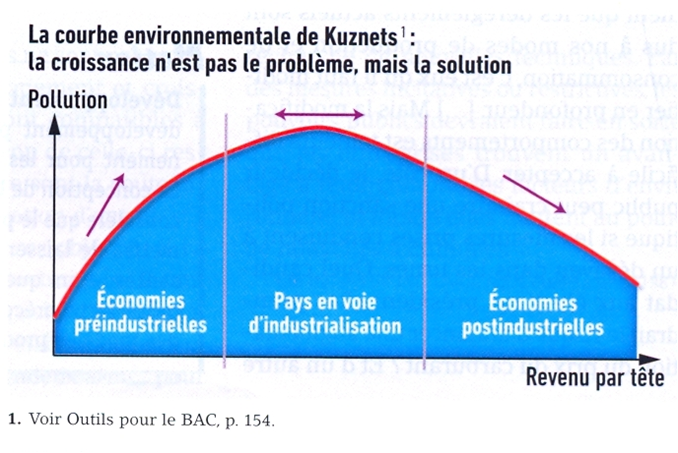 La courbe environnementale de Kuznets¹ :
la croissance n'est pas le problème, mais la solution
Pollution
Économies
préindustrielles
Pays en voie
d'industrialisation
Économies
postindustrielles
Revenu par tête
1. Voir Outils pour le BAC, p. 154.